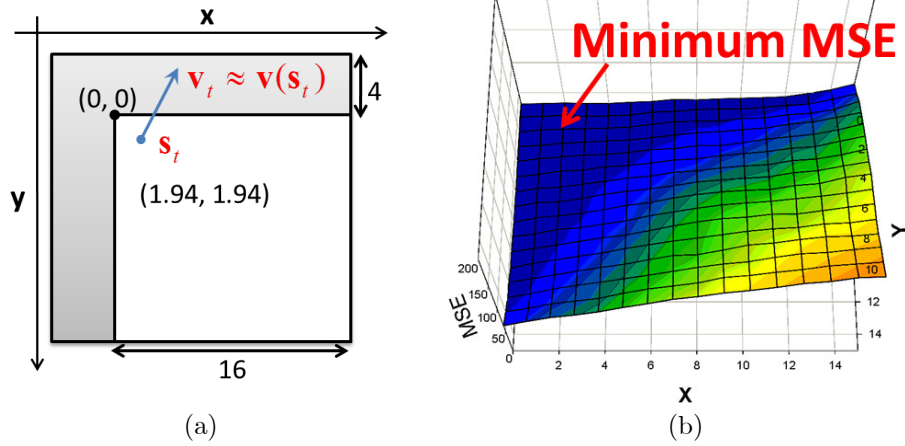 x
y
(0, 0)
v_t ≈ v(s_t)
4
s_t
(1.94, 1.94)
16
(a)
Minimum MSE
0
2
4
6
8
10
12
14
Y
200
150
100
50
0
MSE
2
4
6
8
10
12
14
X
(b)